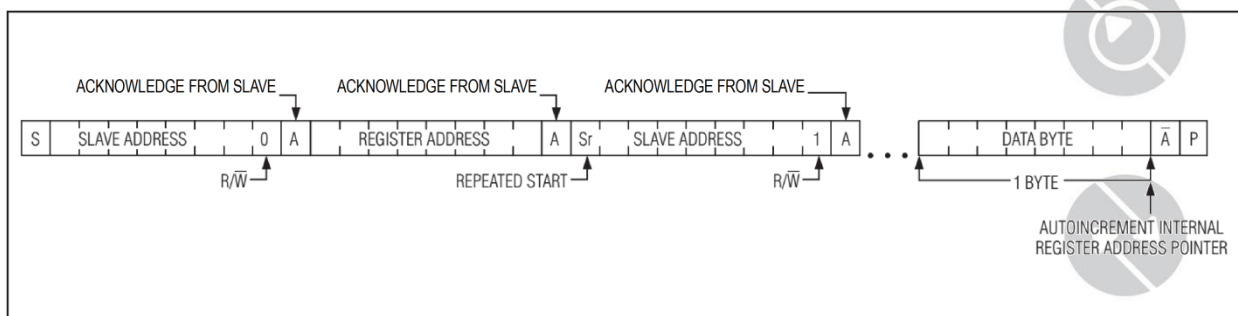 ACKNOWLEDGE FROM SLAVE ACKNOWLEDGE FROM SLAVE ACKNOWLEDGE FROM SLAVE
S SLAVE ADDRESS 0 A REGISTER ADDRESS A Sr SLAVE ADDRESS 1 A ... DATA BYTE A̅ P
R/W̅ REPEATED START R/W̅ 1 BYTE
AUTOINCREMENT INTERNAL
REGISTER ADDRESS POINTER